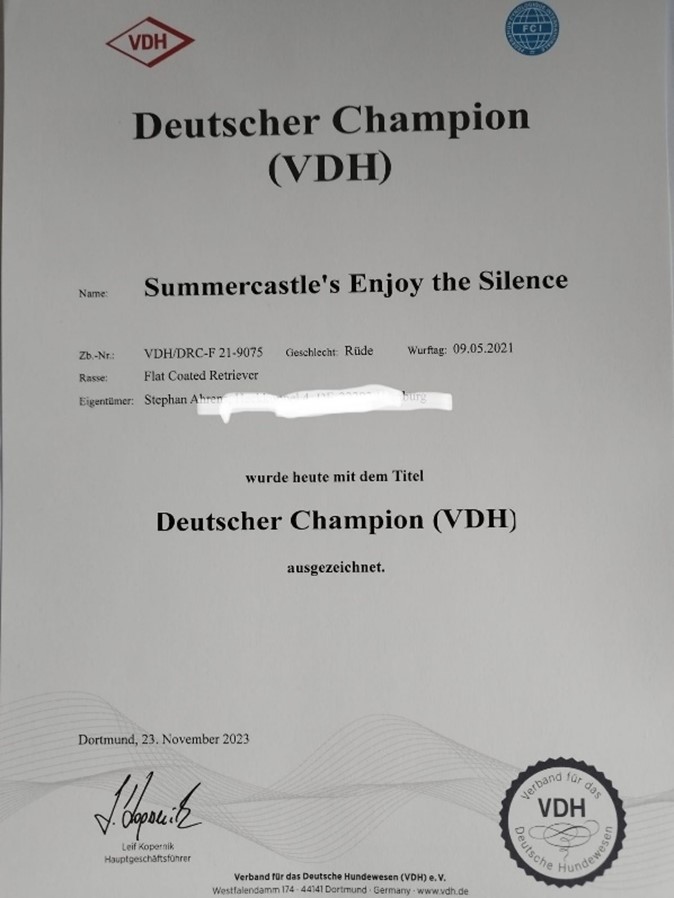 VDH
FCI
Deutscher Champion
(VDH)
Name: Summercastle's Enjoy the Silence
Zb.-Nr.: VDH/DRC-F 21-9075 Geschlecht: Rüde Wurftag: 09.05.2021
Rasse: Flat Coated Retriever
Eigentümer: Stephan burg
wurde heute mit dem Titel
Deutscher Champion (VDH)
ausgezeichnet.
Dortmund, 23. November 2023
Leif Kopernik
Hauptgeschäftsführer
Verband für das
VDH
Deutsche Hundewesen
Verband für das Deutsche Hundewesen (VDH) e. V.
Westfalendamm 174 · 44141 Dortmund · Germany · www.vdh.de